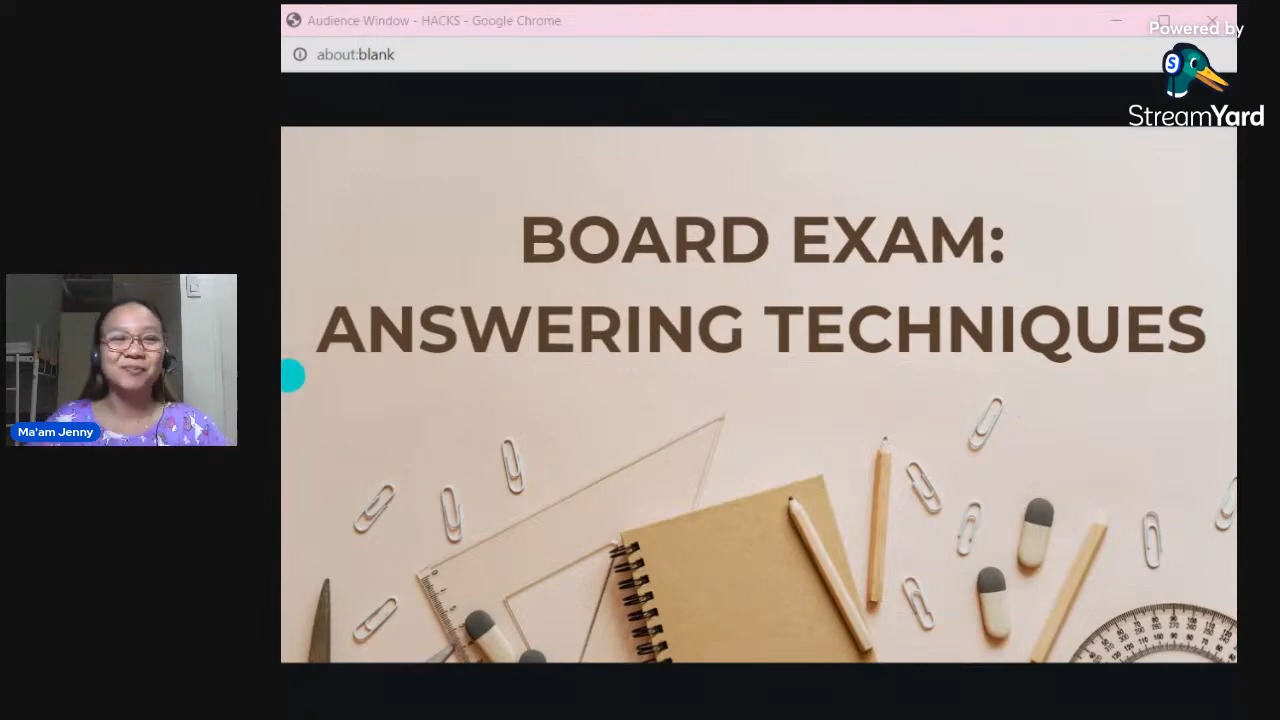 Audience Window - HACKS - Google Chrome
about:blank
Powered by
StreamYard
BOARD EXAM:
ANSWERING TECHNIQUES
Ma'am Jenny